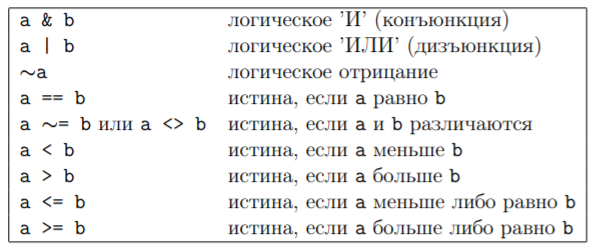 a & b логическое 'И' (конъюнкция)
a | b логическое 'ИЛИ' (дизъюнкция)
~a логическое отрицание
a == b истина, если a равно b
a ~= b или a <> b истина, если a и b различаются
a < b истина, если a меньше b
a > b истина, если a больше b
a <= b истина, если a меньше либо равно b
a >= b истина, если a больше либо равно b